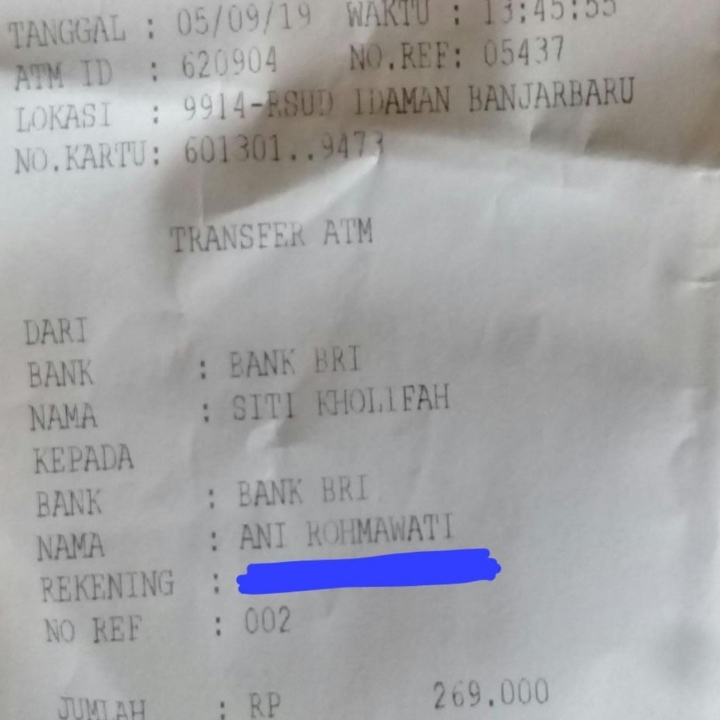 TANGGAL : 05/09/19 WAKTU : 13:45:55
ATM ID : 620904 NO.REF: 05437
LOKASI : 9914-RSUD IDAMAN BANJARBARU
NO.KARTU: 601301..9473
TRANSFER ATM
DARI
BANK : BANK BRI
NAMA : SITI KHOLIFAH
KEPADA
BANK : BANK BRI
NAMA : ANI ROHMAWATI
REKENING :
NO REF : 002
JUMLAH : RP 269.000